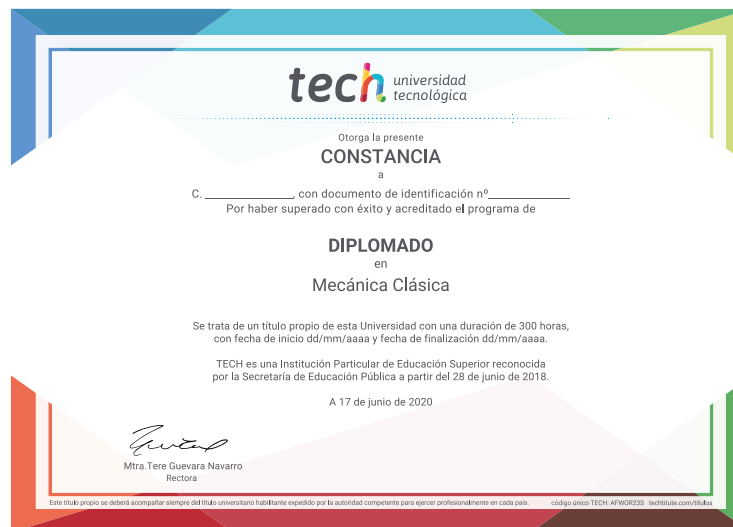 tech universidad
tecnológica
Otorga la presente
CONSTANCIA
a
C. ______________, con documento de identificación nº______________
Por haber superado con éxito y acreditado el programa de
DIPLOMADO
en
Mecánica Clásica
Se trata de un título propio de esta Universidad con una duración de 300 horas,
con fecha de inicio dd/mm/aaaa y fecha de finalización dd/mm/aaaa.
TECH es una Institución Particular de Educación Superior reconocida
por la Secretaría de Educación Pública a partir del 28 de junio de 2018.
A 17 de junio de 2020
Mtra.Tere Guevara Navarro
Rectora
Este título propio se deberá acompañar siempre del título universitario habilitante expedido por la autoridad competente para ejercer profesionalmente en cada país. código único TECH: AFWOR23S techtitute.com/titulos